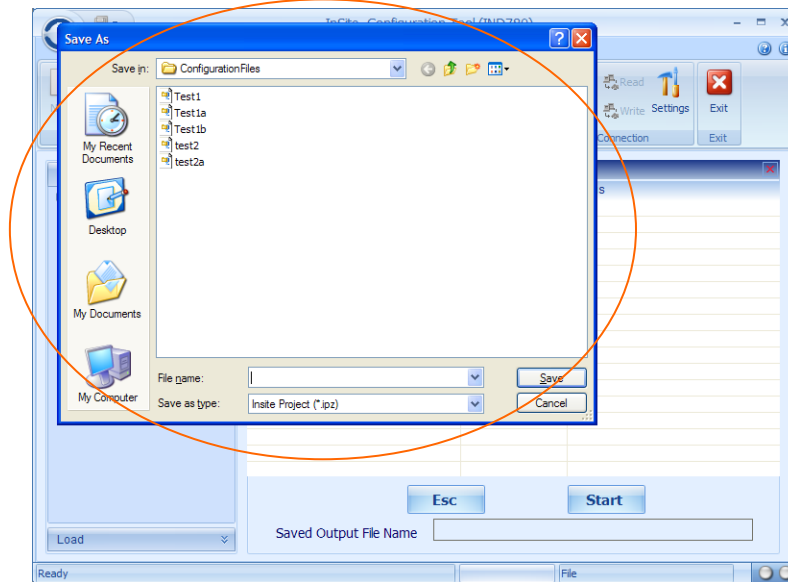 InSite Configuration Tool (IND780)
Save As
Save in:
ConfigurationFiles
Test1
Test1a
Test1b
test2
test2a
My Recent
Documents
Desktop
My Documents
My Computer
File name:
Save
Save as type:
Insite Project (*.ipz)
Cancel
Read
Write
Settings
Exit
Connection
Exit
s
Esc
Start
Saved Output File Name
Load
Ready
File